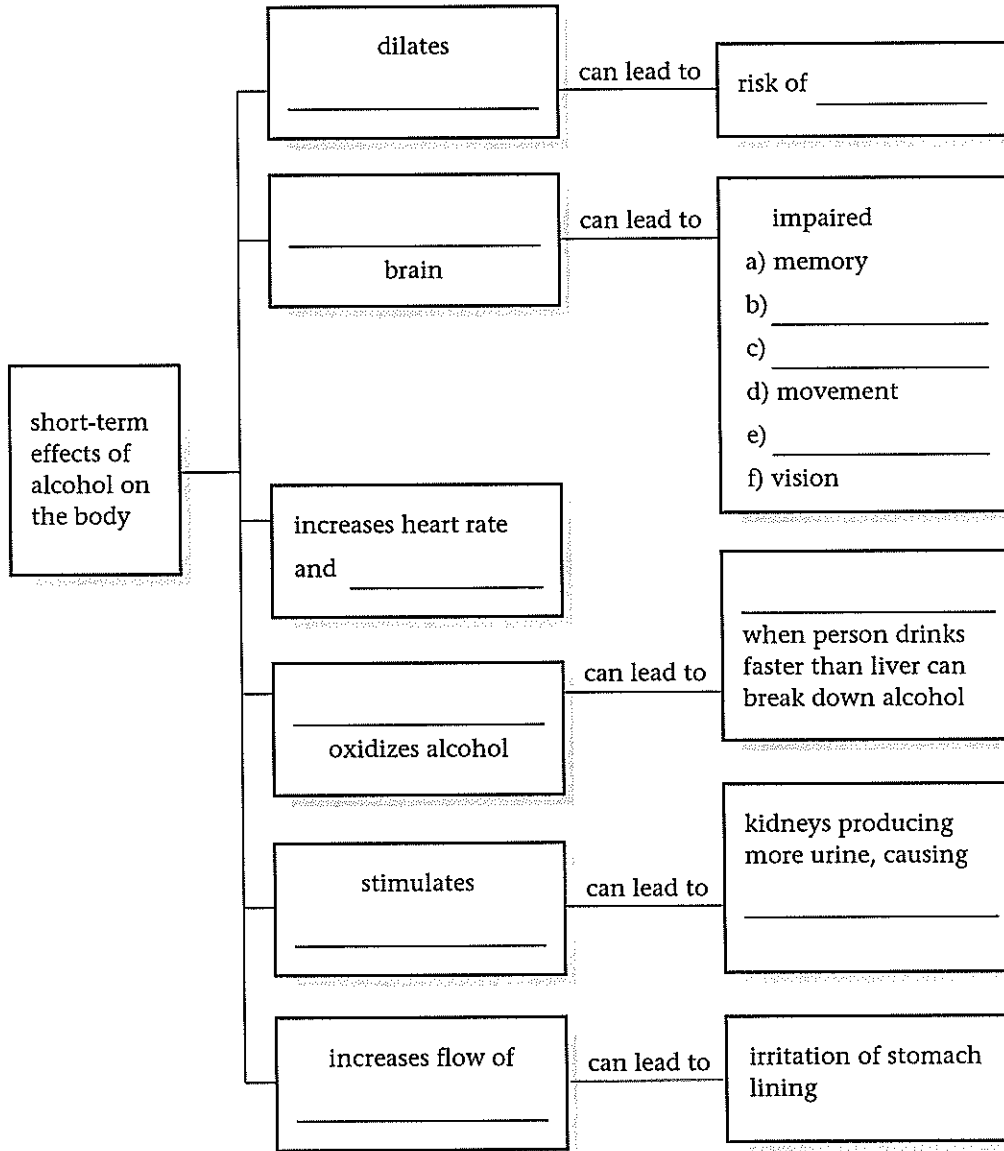 dilates
can lead to
risk of
brain
can lead to
impaired
a) memory
b)
c)
d) movement
e)
f) vision
short-term
effects of
alcohol on
the body
increases heart rate
and
oxidizes alcohol
can lead to
when person drinks
faster than liver can
break down alcohol
stimulates
can lead to
kidneys producing
more urine, causing
increases flow of
can lead to
irritation of stomach
lining